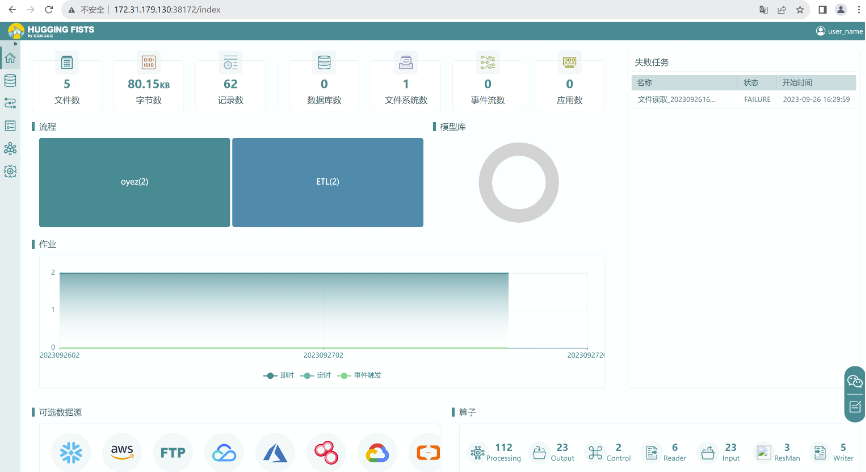 不安全 | 172.31.179.130:38172/index
HUGGING FISTS
user_name
5
文件数
80.15KB
字节数
62
记录数
0
数据库数
1
文件系统数
0
事件流数
0
应用数
失败任务
名称 状态 开始时间
文件读取_2023092616... FAILURE 2023-09-26 16:29:59
流程
oyez(2)
ETL(2)
模型库
作业
2
1
0
2023092602 2023092702 202309272
即时 定时 事件触发
可选数据源
aws
FTP
算子
112 Processing
23 Output
2 Control
6 Reader
23 Input
3 ResMan
5 Writer